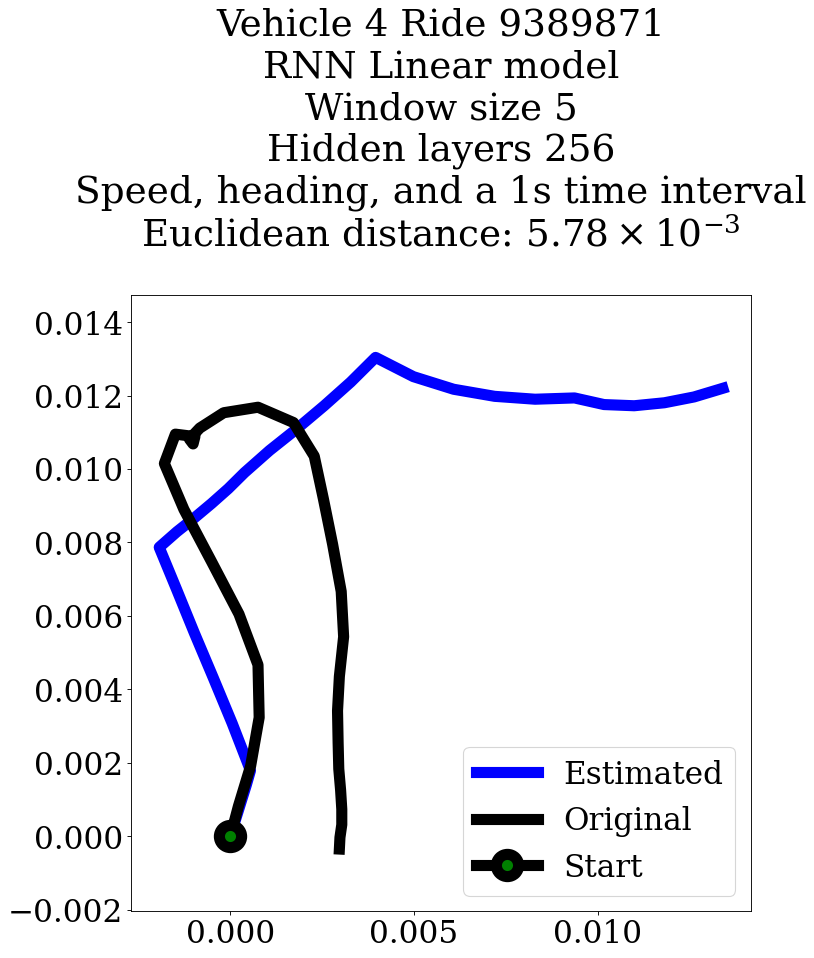 Vehicle 4 Ride 9389871
RNN Linear model
Window size 5
Hidden layers 256
Speed, heading, and a 1s time interval
Euclidean distance: 5.78 × 10⁻³
0.014
0.012
0.010
0.008
0.006
0.004
0.002
0.000
−0.002
Estimated
Original
Start
0.000 0.005 0.010